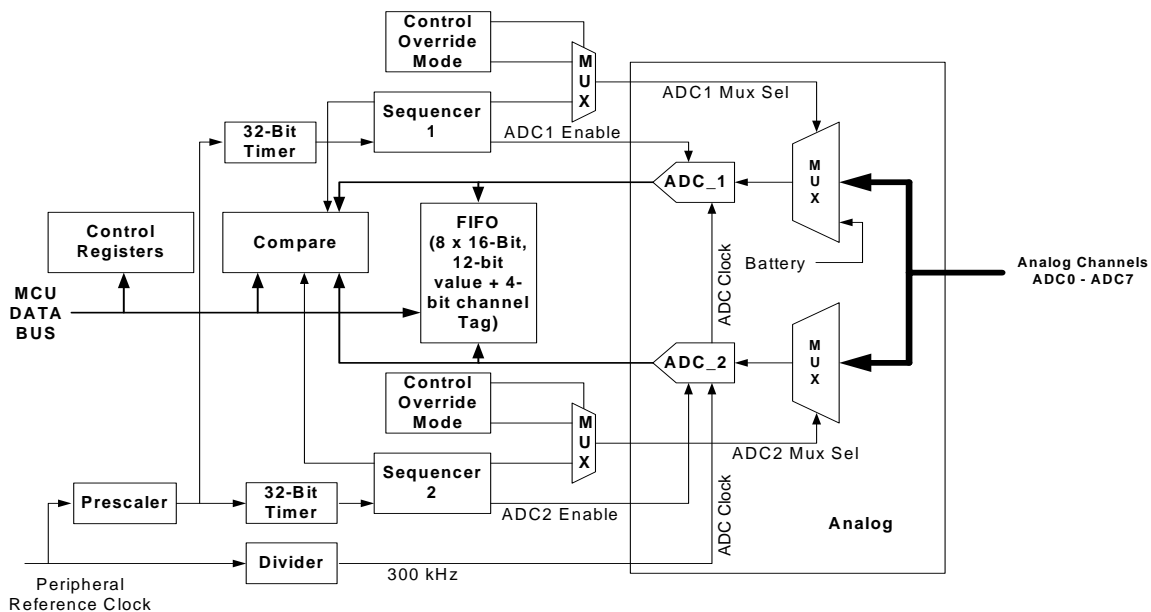 Control
Override
Mode
M
U
X
ADC1 Mux Sel
Sequencer
1
ADC1 Enable
32-Bit
Timer
M
U
X
ADC_1
Control
Registers
Compare
FIFO
(8 x 16-Bit,
12-bit
value + 4-
bit channel
Tag)
ADC Clock
Battery
Analog Channels
ADC0 - ADC7
MCU
DATA
BUS
ADC_2
M
U
X
Control
Override
Mode
M
U
X
ADC2 Mux Sel
Sequencer
2
ADC2 Enable
Prescaler
32-Bit
Timer
ADC Clock
Analog
Divider
300 kHz
Peripheral
Reference Clock